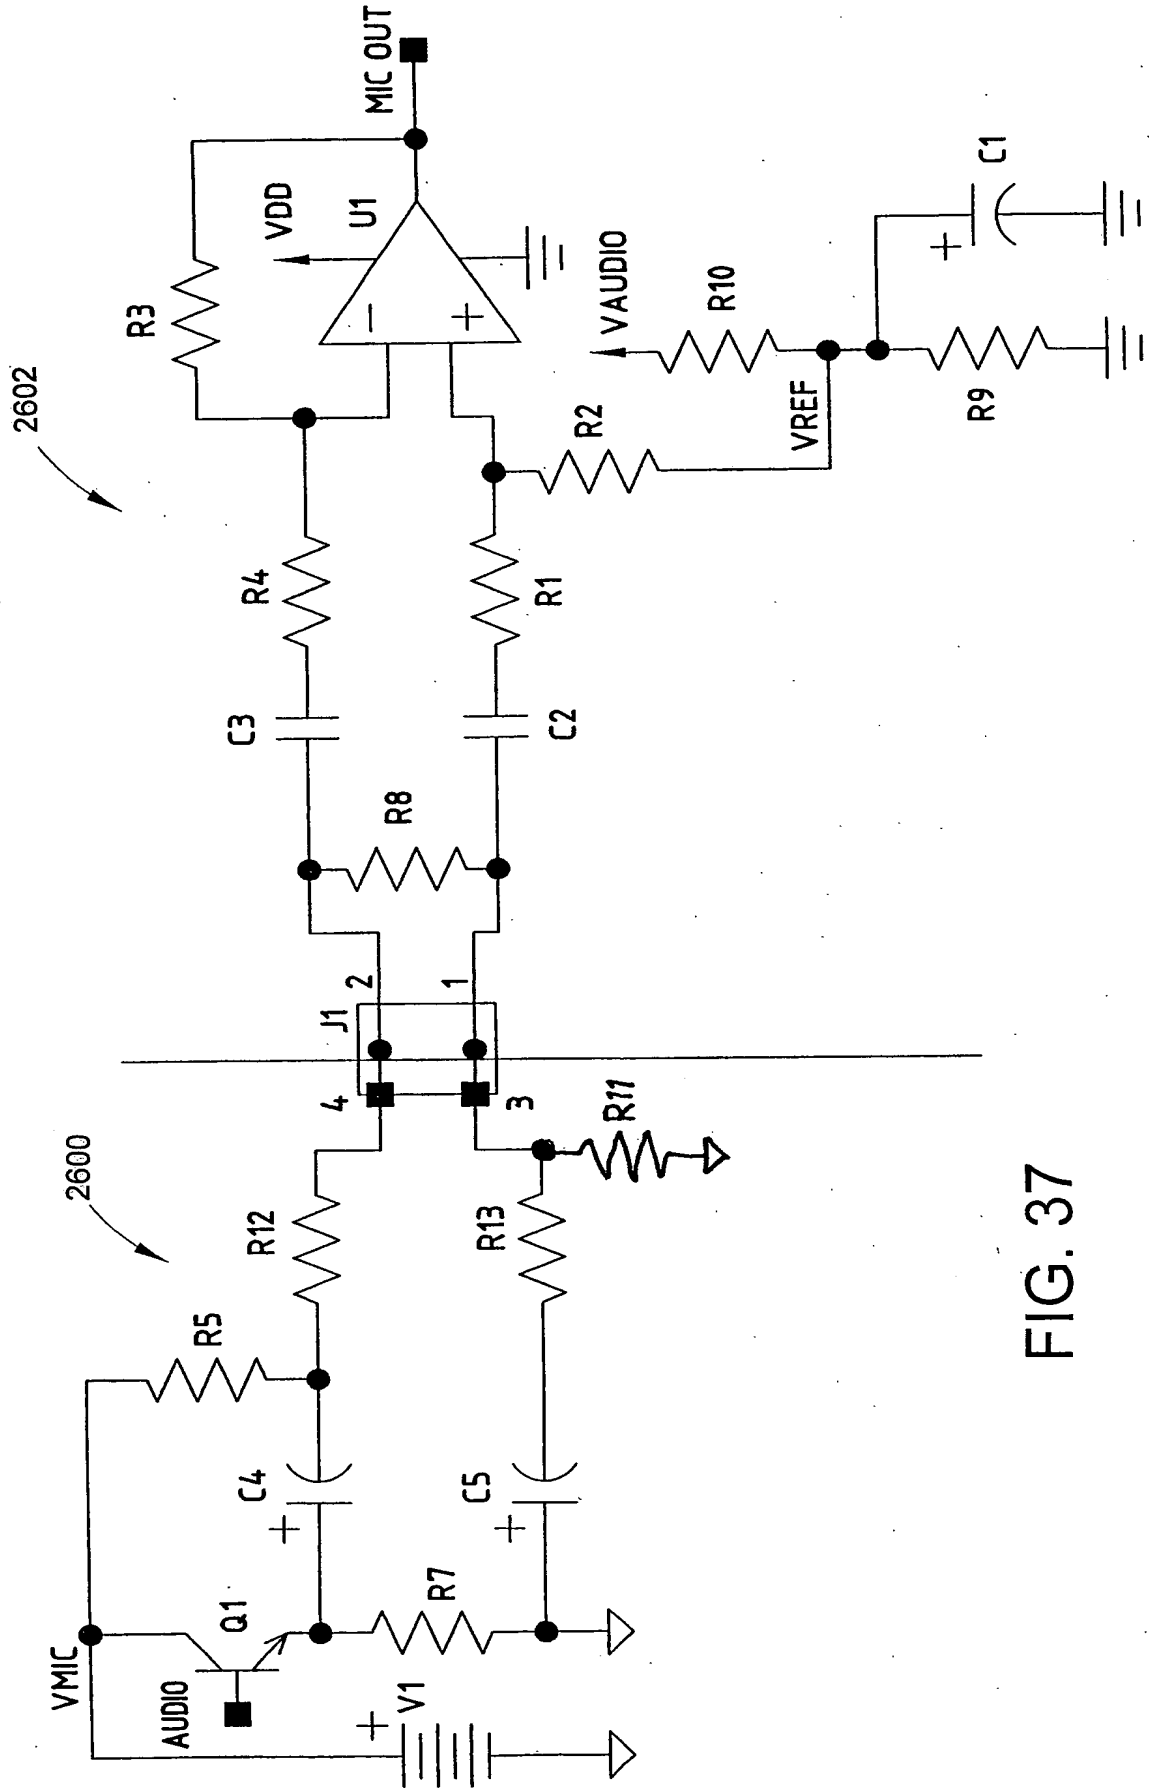 2600
2602
VMIC
AUDIO
Q1
V1
+
R5
C4
+
R7
C5
+
R12
R13
R11
J1
4
3
2
1
R8
C3
C2
R4
R1
R3
R2
VDD
U1
−
+
MIC OUT
VAUDIO
R10
VREF
R9
C1
+
FIG. 37